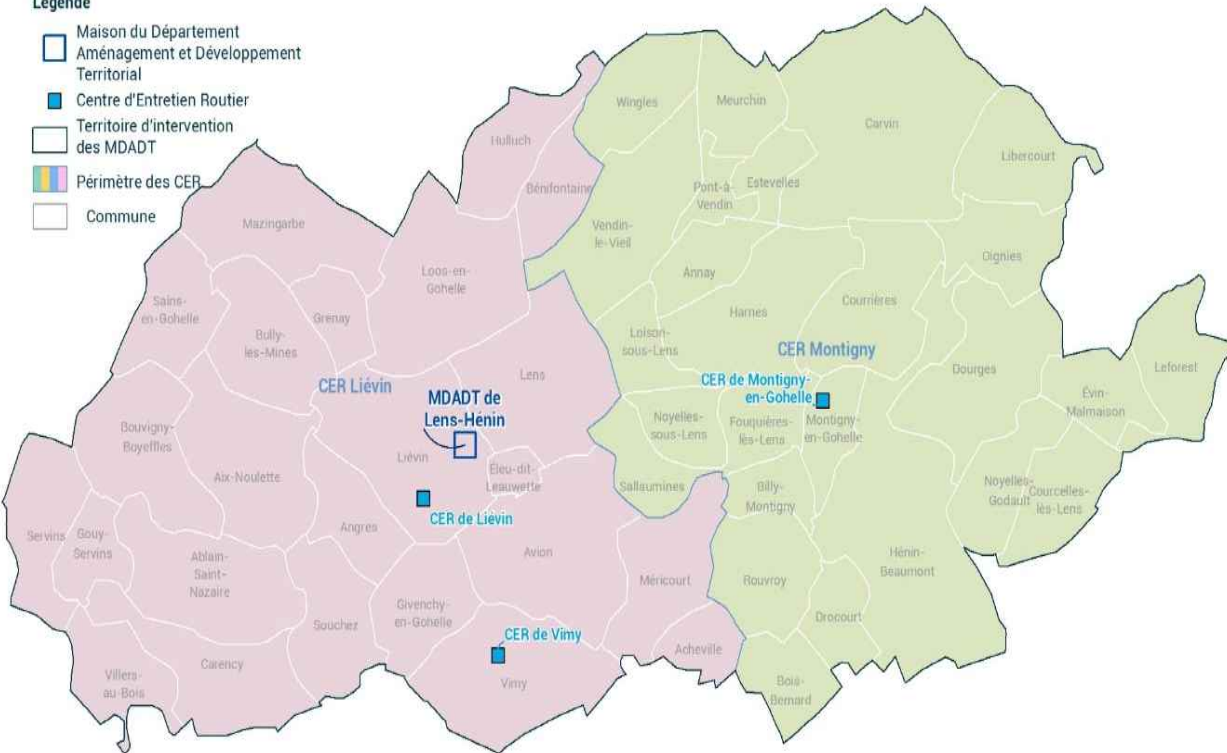 Légende
Maison du Département
Aménagement et Développement
Territorial
Centre d'Entretien Routier
Territoire d'intervention
des MDADT
Périmètre des CER
Commune
Wingles
Meurchin
Carvin
Libercourt
Hulluch
Bénifontaine
Pont-à-
Vendin
Estevelles
Mazingarbe
Vendin-
le-Vieil
Oignies
Loos-en-
Gohelle
Annay
Courrières
Sains-
en-Gohelle
Grenay
Harnes
Bully-
les-Mines
Loison-
sous-Lens
CER Montigny
Lens
CER Liévin
Dourges
Leforest
CER de Montigny-
en-Gohelle
MDADT de
Lens-Hénin
Évin-
Malmaison
Noyelles-
sous-Lens
Fouquières-
lès-Lens
Montigny-
en-Gohelle
Bouvigny-
Boyeffles
Liévin
Éleu-dit-
Leauwette
Aix-Noulette
Sallaumines
Billy-
Montigny
Noyelles-
Godault
Courcelles-
lès-Lens
CER de Liévin
Angres
Servins
Gouy-
Servins
Avion
Hénin-
Beaumont
Ablain-
Saint-
Nazaire
Méricourt
Rouvroy
Givenchy-
en-Gohelle
Drocourt
Souchez
CER de Vimy
Acheville
Carency
Villers-
au-Bois
Vimy
Bois-
Bernard